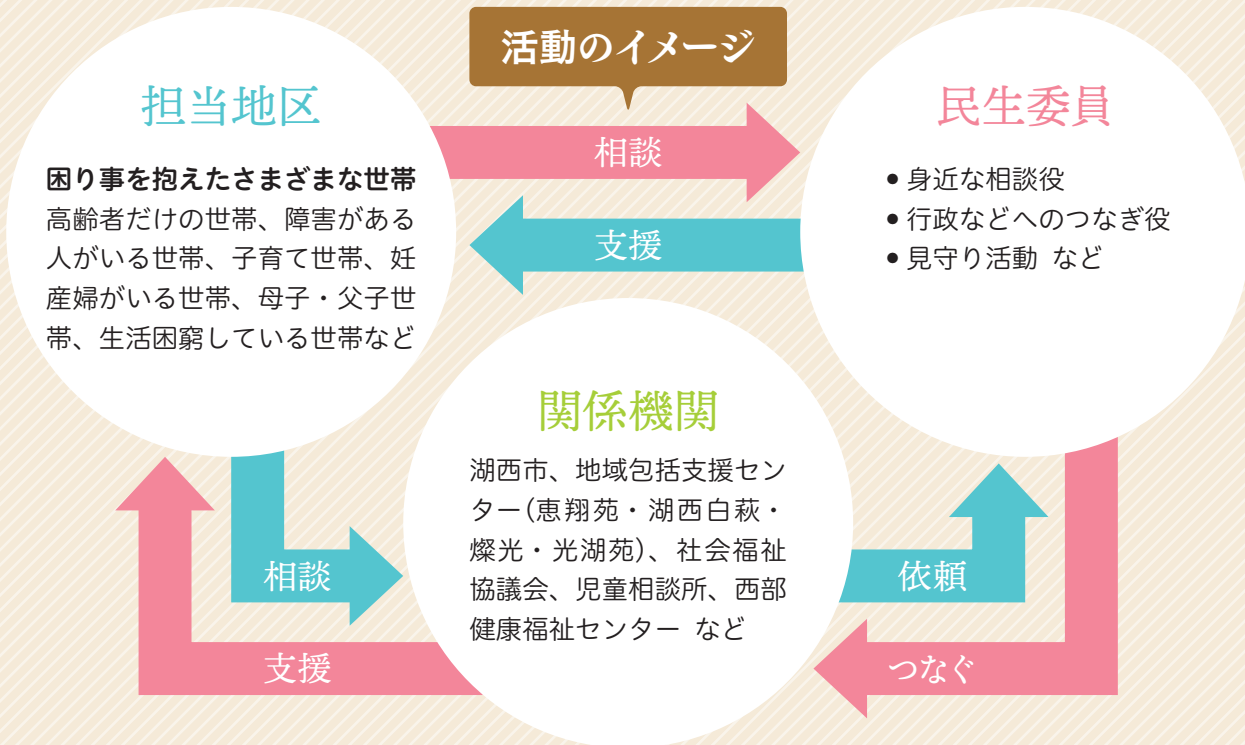 活動のイメージ
担当地区
困り事を抱えたさまざまな世帯
高齢者だけの世帯、障害がある
人がいる世帯、子育て世帯、妊
産婦がいる世帯、母子・父子世
帯、生活困窮している世帯など
相談
支援
民生委員
• 身近な相談役
• 行政などへのつなぎ役
• 見守り活動 など
関係機関
湖西市、地域包括支援セン
ター(恵翔苑・湖西白萩・
燦光・光湖苑)、社会福祉
協議会、児童相談所、西部
健康福祉センター など
相談
支援
依頼
つなぐ